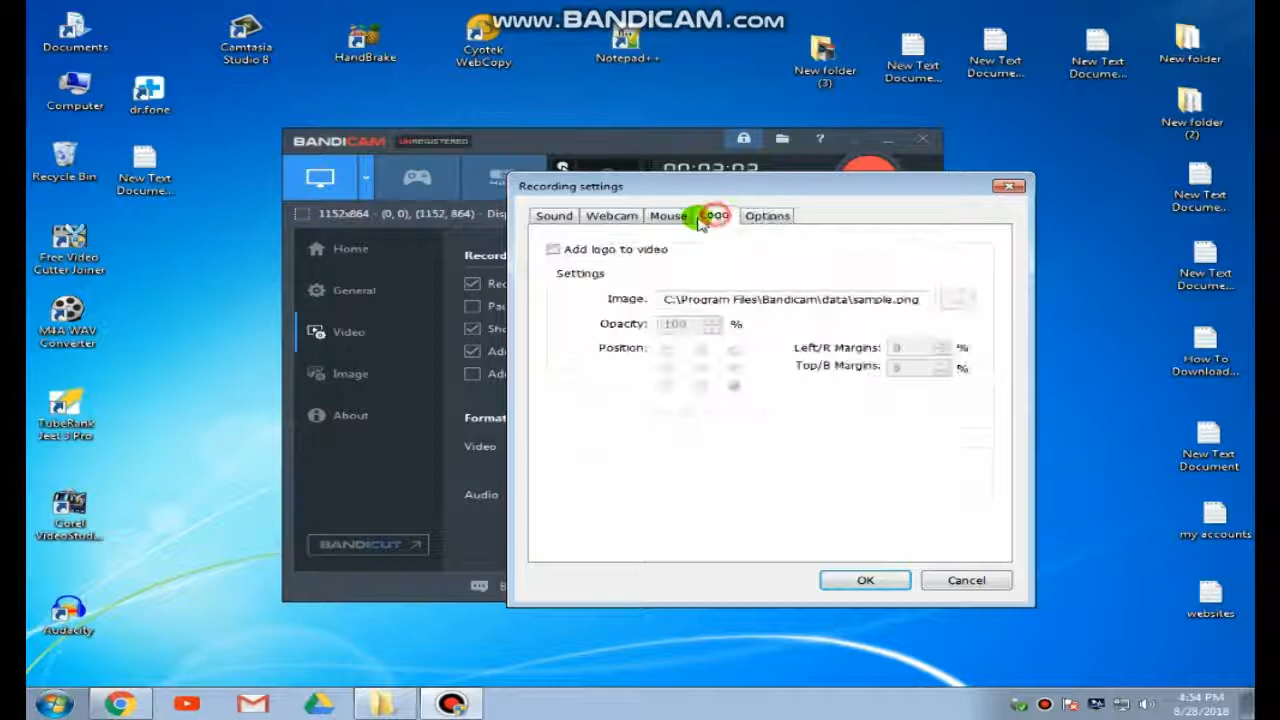 www.BANDICAM.com
Documents
Camtasia
Studio 8
HandBrake
Cyotek
WebCopy
Notepad++
New folder
(3)
New Text
Docume...
New Text
Docume...
New Text
Docume...
New folder
Computer
dr.fone
New folder
(2)
Recycle Bin
New Text
Docume...
New Text
Docume...
Free Video
Cutter Joiner
New Text
Docume...
M4A WAV
Converter
How To
Download...
TubeRank
Jeet 3 Pro
New Text
Document
Corel
VideoStud...
my accounts
Audacity
websites
BANDICAM UNREGISTERED
?
00:03:03
1152x864 - (0, 0), (1152, 864) - Disp
Home
General
Video
Image
About
BANDICUT
Record
Rec
Pau
Sho
Add
Add
Format
Video
Audio
Recording settings
Sound Webcam Mouse Logo Options
Add logo to video
Settings
Image: C:\Program Files\Bandicam\data\sample.png
Opacity: 100 %
Position:
Left/R Margins: 0 %
Top/B Margins: 0 %
OK Cancel
4:34 PM
8/28/2018